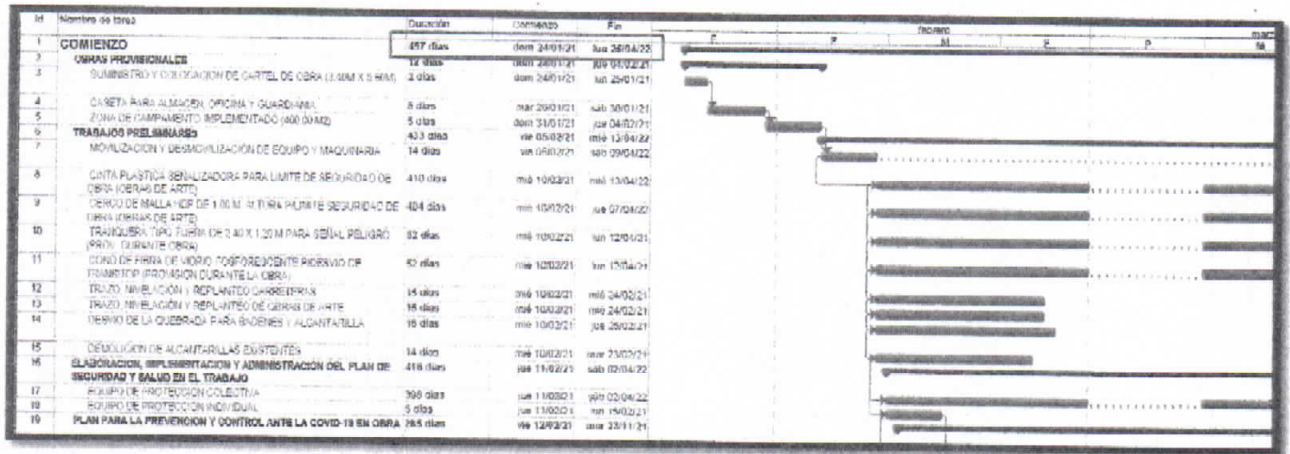 Id Nombre de tarea Duración Comienzo Fin febrero
F P M F P M
1 COMIENZO 457 días dom 24/01/21 lun 25/04/22
2 OBRAS PROVISIONALES 12 días dom 24/01/21 jue 04/02/21
3 SUMINISTRO Y COLOCACION DE CARTEL DE OBRA 2 días dom 24/01/21 lun 25/01/21
4 CASETA PARA ALMACEN, OFICINA Y GUARDIANIA 5 días mar 26/01/21 sáb 30/01/21
5 ZONA DE CAMPAMENTO IMPLEMENTADO (400.00 M2) 5 días dom 31/01/21 jue 04/02/21
6 TRABAJOS PRELIMINARES 433 días vie 05/02/21 mié 13/04/22
7 MOVILIZACION Y DESMOVILIZACIÓN DE EQUIPO Y MAQUINARIA 14 días vie 05/02/21 sáb 09/04/22
8 CINTA PLASTICA SEÑALIZADORA PARA LIMITE DE SEGURIDAD DE 410 días mié 10/02/21 mié 13/04/22
OBRA (OBRAS DE ARTE)
9 CERCO DE MALLA HDP DE 1.00 M ALTURA P/LIMITE SEGURIDAD DE 404 días mié 10/02/21 jue 07/04/22
OBRA (OBRAS DE ARTE)
10 TRANQUERA TIPO TIJERA DE 2.40 X 1.20 M PARA SEÑAL PELIGRO 52 días mié 10/02/21 lun 12/04/21
(PROV. DURANTE OBRA)
11 CONO DE FIBRA DE VIDRIO FOSFORESCENTE P/DESVIO DE 52 días mié 10/02/21 lun 12/04/21
(PROVISION DURANTE LA OBRA)
12 TRAZO, NIVELACIÓN Y REPLANTEO CARRETERAS 15 días mié 10/02/21 mié 24/02/21
13 TRAZO, NIVELACIÓN Y REPLANTEO DE OBRAS DE ARTE 15 días mié 10/02/21 mié 24/02/21
14 DESVIO DE LA QUEBRADA PARA BADENES Y ALCANTARILLA 16 días mié 10/02/21 jue 25/02/21
15 DEMOLICION DE ALCANTARILLAS EXISTENTES 14 días mié 10/02/21 mar 23/02/21
16 ELABORACION, IMPLEMENTACION Y ADMINISTRACIÓN DEL PLAN DE 416 días jue 11/02/21 sáb 02/04/22
SEGURIDAD Y SALUD EN EL TRABAJO
17 EQUIPO DE PROTECCION COLECTIVA 398 días jue 11/02/21 sáb 02/04/22
18 EQUIPO DE PROTECCION INDIVIDUAL 5 días jue 11/02/21 lun 15/02/21
19 PLAN PARA LA PREVENCION Y CONTROL ANTE LA COVID-19 EN OBRA 285 días vie 12/02/21 mar 23/11/21